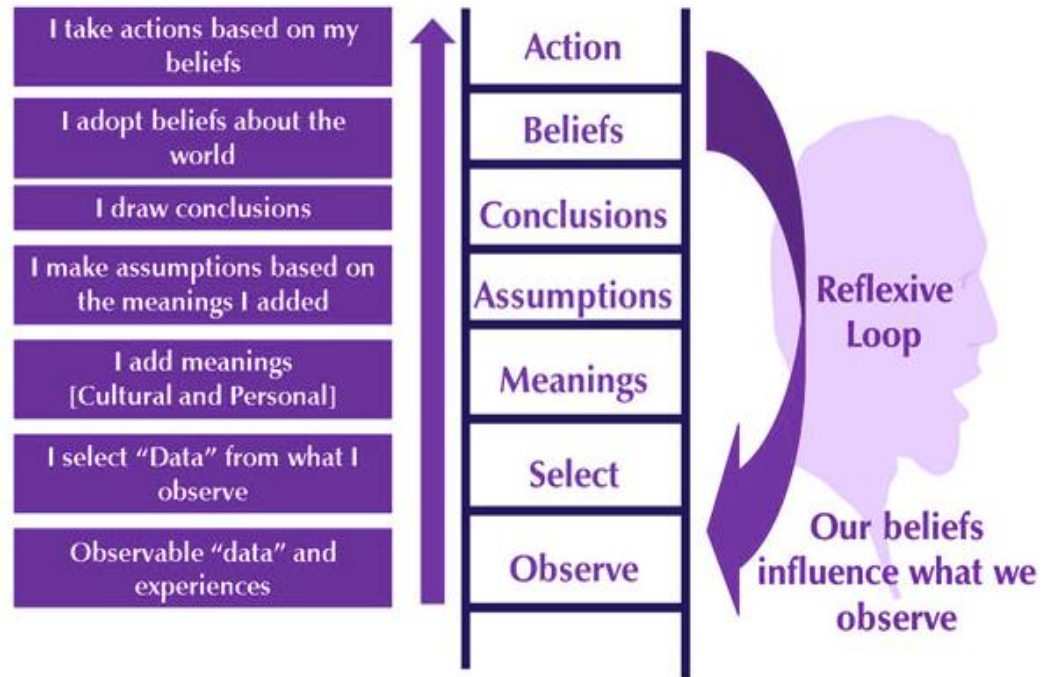 I take actions based on my
beliefs
I adopt beliefs about the
world
I draw conclusions
I make assumptions based on
the meanings I added
I add meanings
[Cultural and Personal]
I select “Data” from what I
observe
Observable “data” and
experiences
Action
Beliefs
Conclusions
Assumptions
Meanings
Select
Observe
Reflexive
Loop
Our beliefs
influence what we
observe